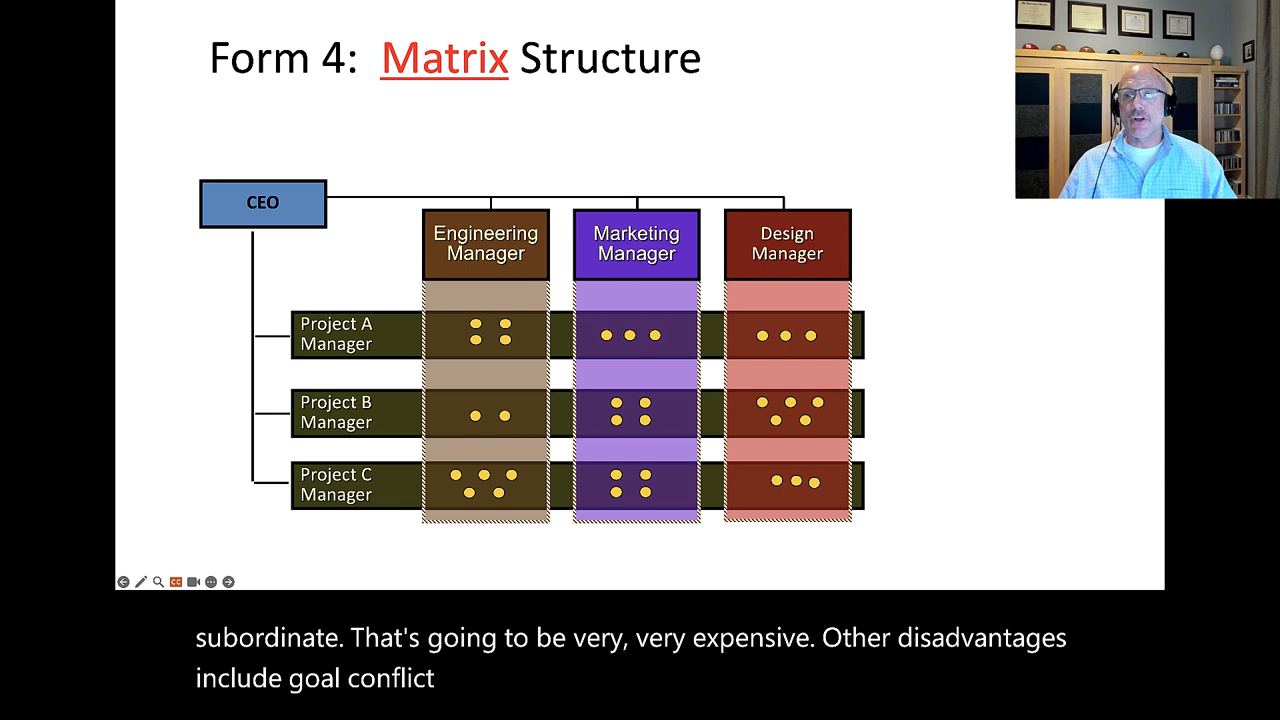 Form 4: Matrix Structure
CEO
Engineering
Manager
Marketing
Manager
Design
Manager
Project A
Manager
Project B
Manager
Project C
Manager
CC
subordinate. That's going to be very, very expensive. Other disadvantages
include goal conflict